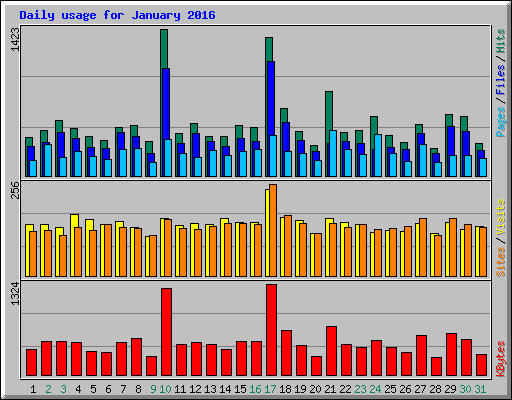 Daily usage for January 2016
1423
Pages / Files / Hits
256
Sites / Visits
1324
KBytes
1 2 3 4 5 6 7 8 9 10 11 12 13 14 15 16 17 18 19 20 21 22 23 24 25 26 27 28 29 30 31